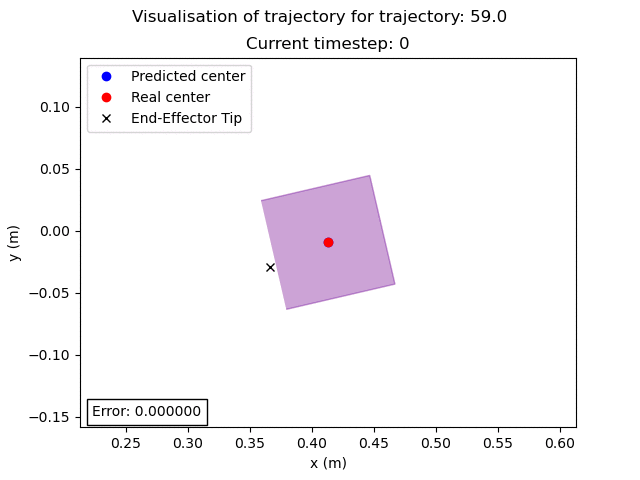 Visualisation of trajectory for trajectory: 59.0
Current timestep: 0
Predicted center
Real center
End-Effector Tip
0.10
0.05
0.00
−0.05
−0.10
−0.15
y (m)
Error: 0.000000
0.25 0.30 0.35 0.40 0.45 0.50 0.55 0.60
x (m)